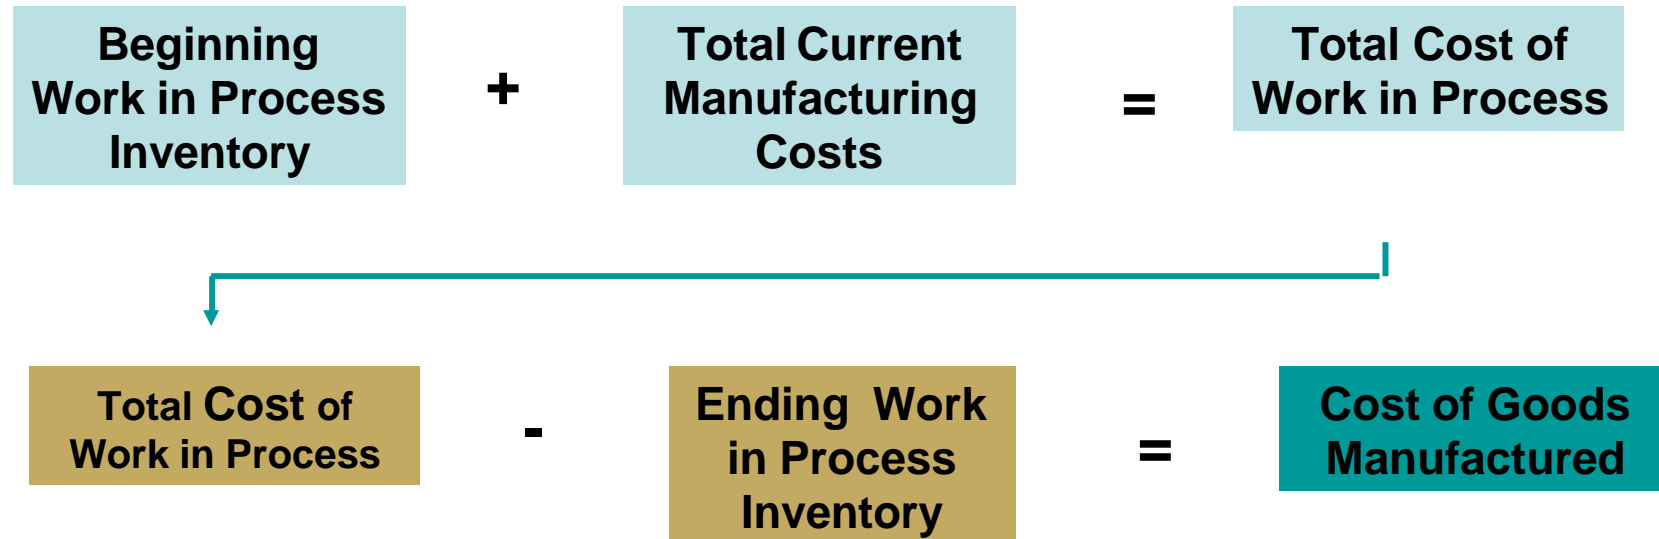 Beginning
Work in Process
Inventory
+
Total Current
Manufacturing
Costs
=
Total Cost of
Work in Process
Total Cost of
Work in Process
-
Ending Work
in Process
Inventory
=
Cost of Goods
Manufactured